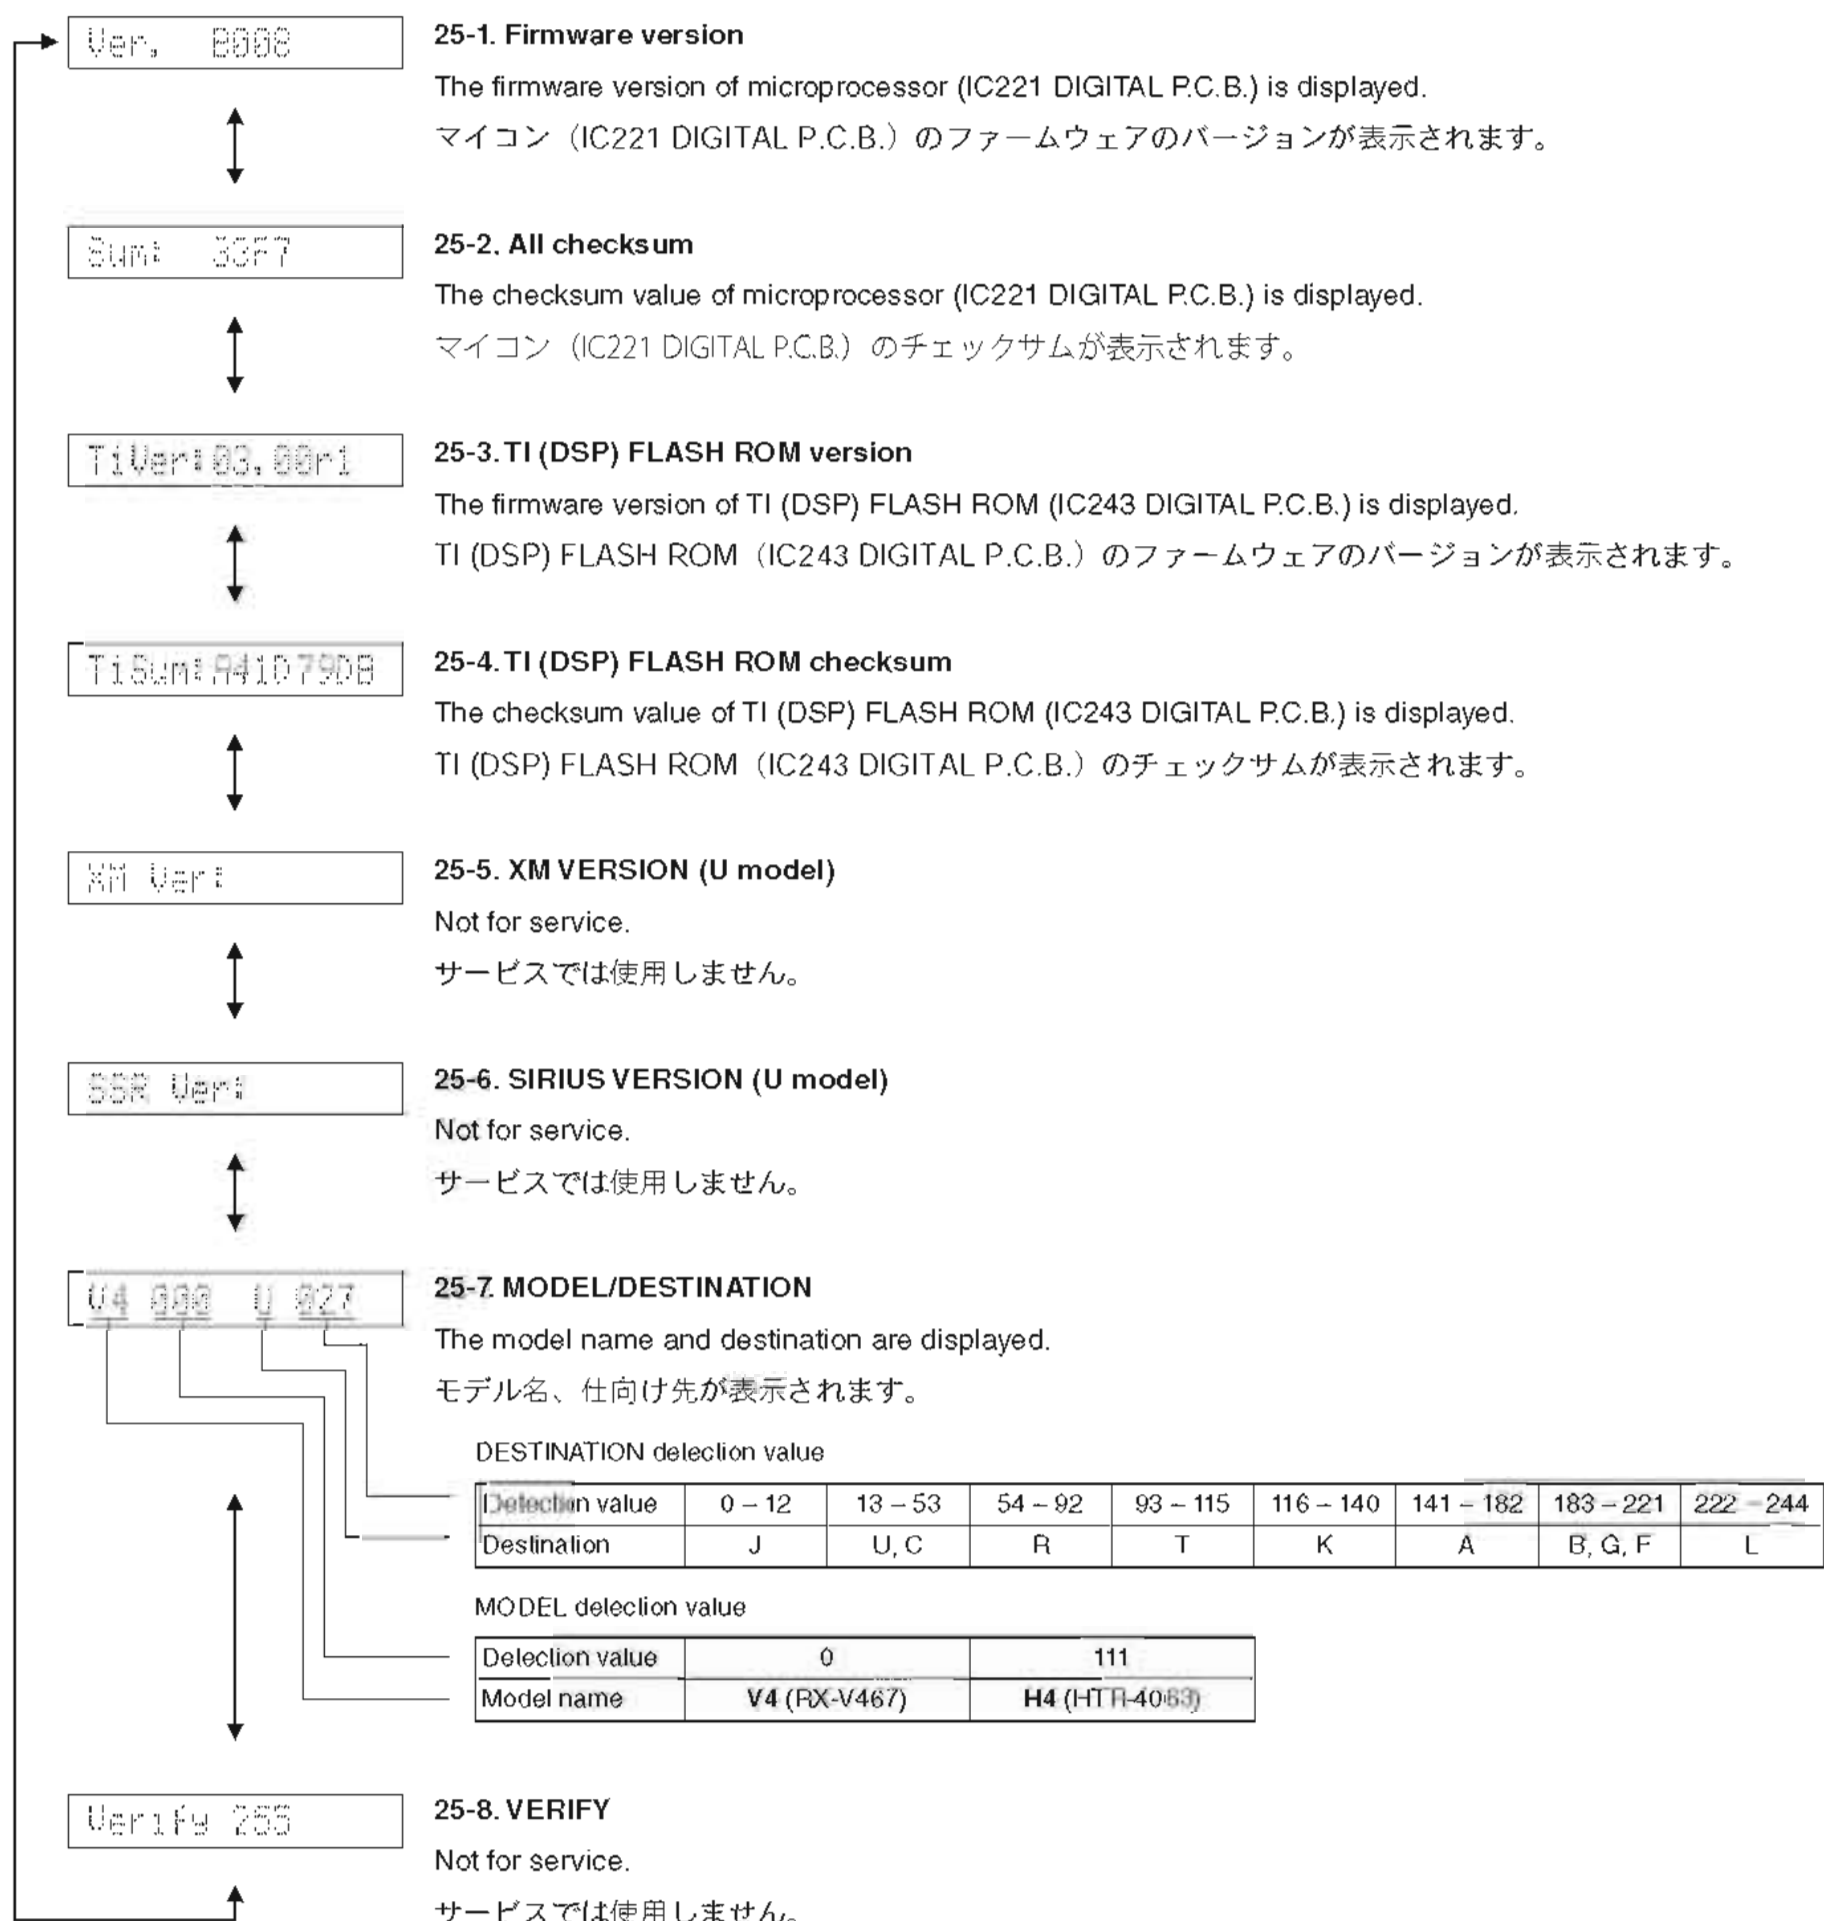 Ver. B008
25-1. Firmware version
The firmware version of microprocessor (IC221 DIGITAL P.C.B.) is displayed.
マイコン（IC221 DIGITAL P.C.B.）のファームウェアのバージョンが表示されます。
Sum: 33F7
25-2. All checksum
The checksum value of microprocessor (IC221 DIGITAL P.C.B.) is displayed.
マイコン（IC221 DIGITAL P.C.B.）のチェックサムが表示されます。
TiVer:03.00r1
25-3. TI (DSP) FLASH ROM version
The firmware version of TI (DSP) FLASH ROM (IC243 DIGITAL P.C.B.) is displayed.
TI (DSP) FLASH ROM（IC243 DIGITAL P.C.B.）のファームウェアのバージョンが表示されます。
TiSum:A41D79DB
25-4. TI (DSP) FLASH ROM checksum
The checksum value of TI (DSP) FLASH ROM (IC243 DIGITAL P.C.B.) is displayed.
TI (DSP) FLASH ROM（IC243 DIGITAL P.C.B.）のチェックサムが表示されます。
XM Ver:
25-5. XM VERSION (U model)
Not for service.
サービスでは使用しません。
SSR Ver:
25-6. SIRIUS VERSION (U model)
Not for service.
サービスでは使用しません。
V4 000 U 027
25-7. MODEL/DESTINATION
The model name and destination are displayed.
モデル名、仕向け先が表示されます。
DESTINATION detection value
Detection value 0 – 12 13 – 53 54 – 92 93 – 115 116 – 140 141 – 182 183 – 221 222 – 244
Destination J U, C R T K A B, G, F L
MODEL detection value
Detection value 0 111
Model name V4 (RX-V467) H4 (HTR-4063)
Verify 255
25-8. VERIFY
Not for service.
サービスでは使用しません。